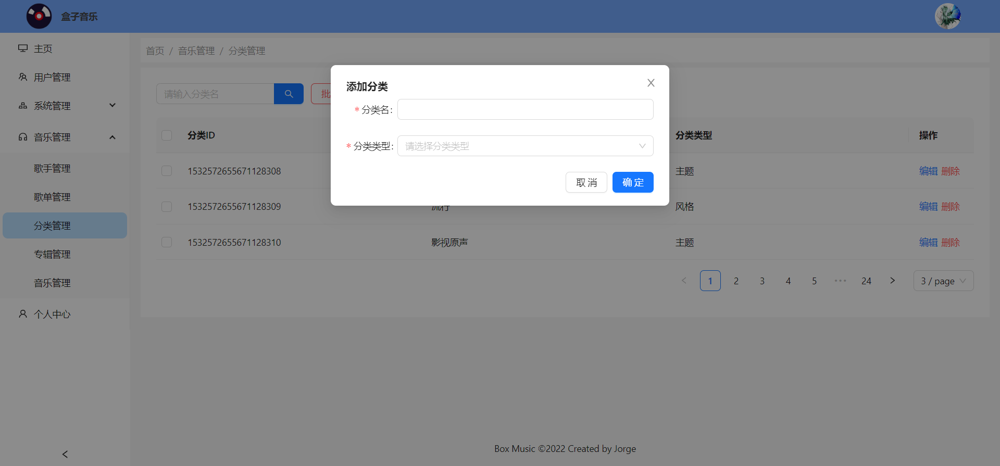 盒子音乐
主页
用户管理
系统管理
音乐管理
歌手管理
歌单管理
分类管理
专辑管理
音乐管理
个人中心
首页 / 音乐管理 / 分类管理
请输入分类名
批
添加分类
* 分类名:
* 分类类型: 请选择分类类型
取 消 确 定
分类ID 分类类型 操作
1532572655671128308 主题 编辑 删除
1532572655671128309 流行 风格 编辑 删除
1532572655671128310 影视原声 主题 编辑 删除
1 2 3 4 5 ••• 24 3 / page
Box Music ©2022 Created by Jorge